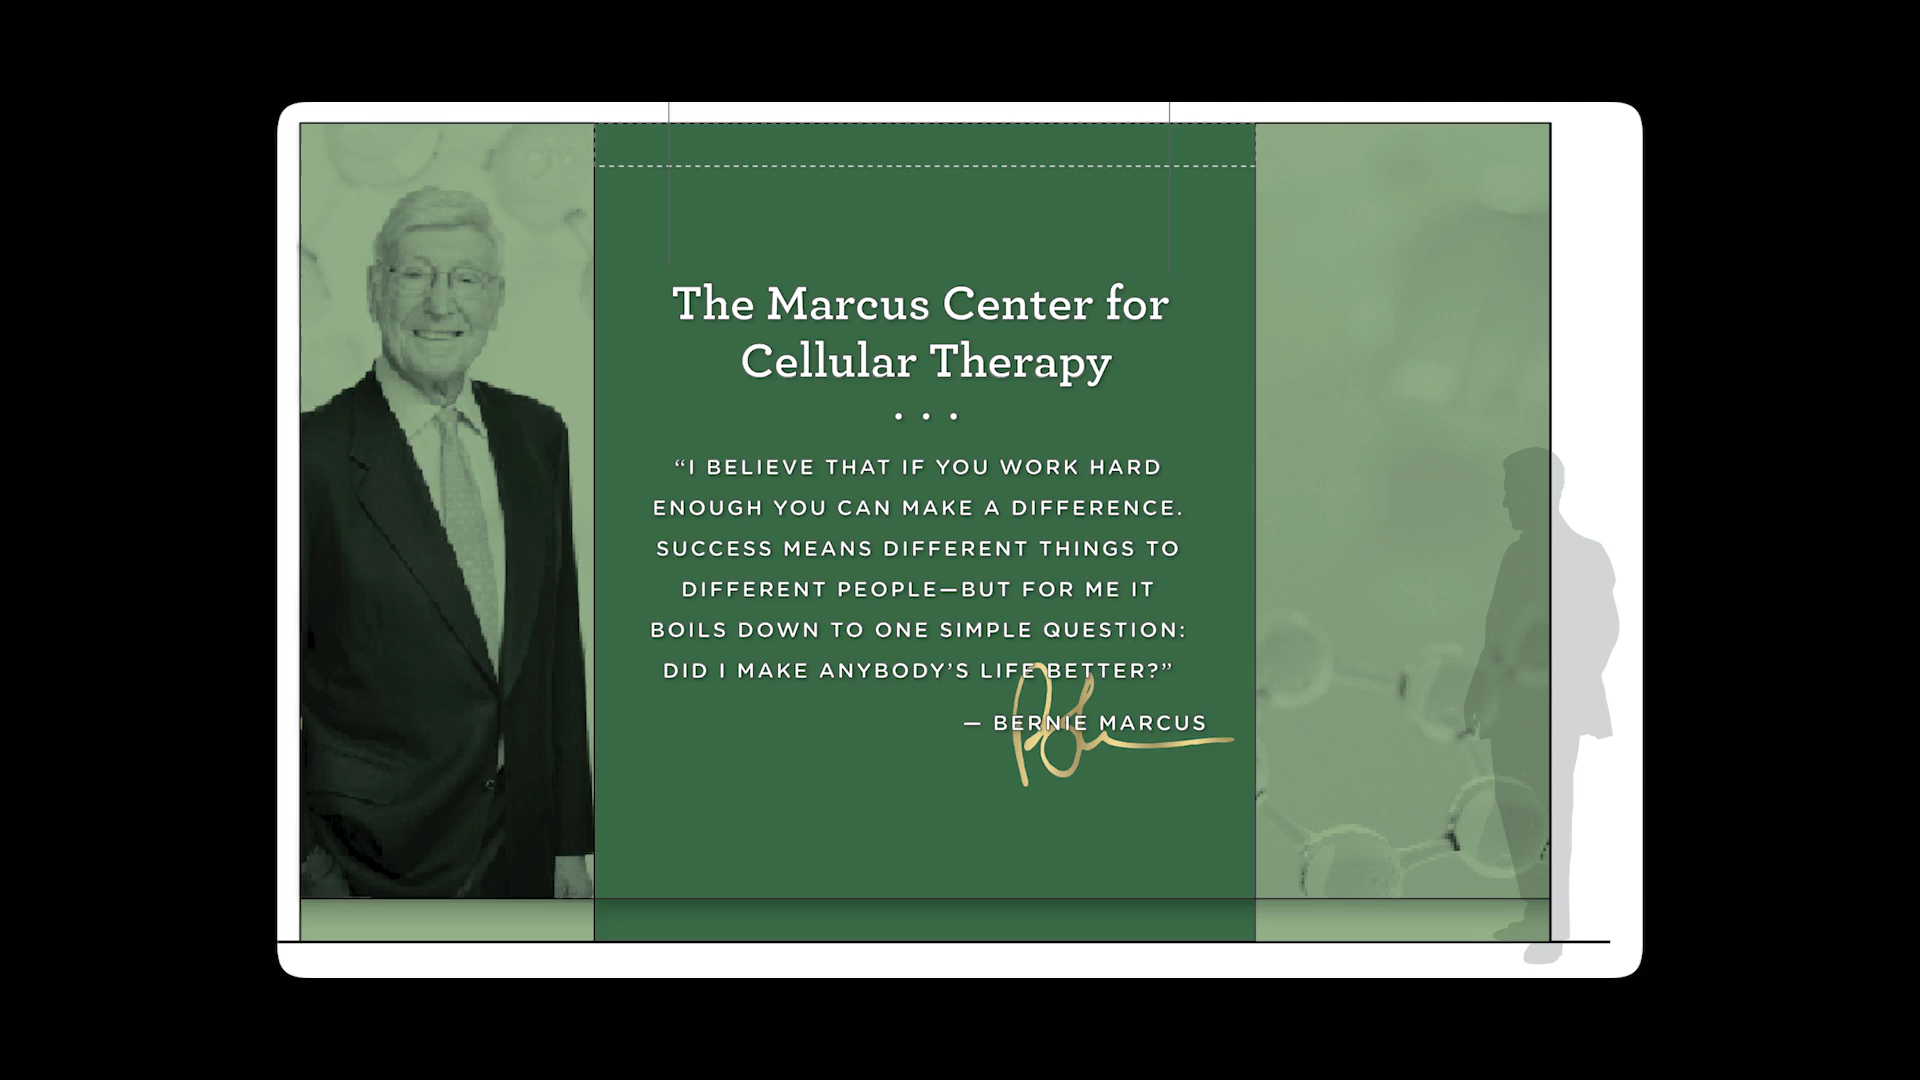 The Marcus Center for
Cellular Therapy
• • •
“I BELIEVE THAT IF YOU WORK HARD
ENOUGH YOU CAN MAKE A DIFFERENCE.
SUCCESS MEANS DIFFERENT THINGS TO
DIFFERENT PEOPLE—BUT FOR ME IT
BOILS DOWN TO ONE SIMPLE QUESTION:
DID I MAKE ANYBODY’S LIFE BETTER?”
— BERNIE MARCUS